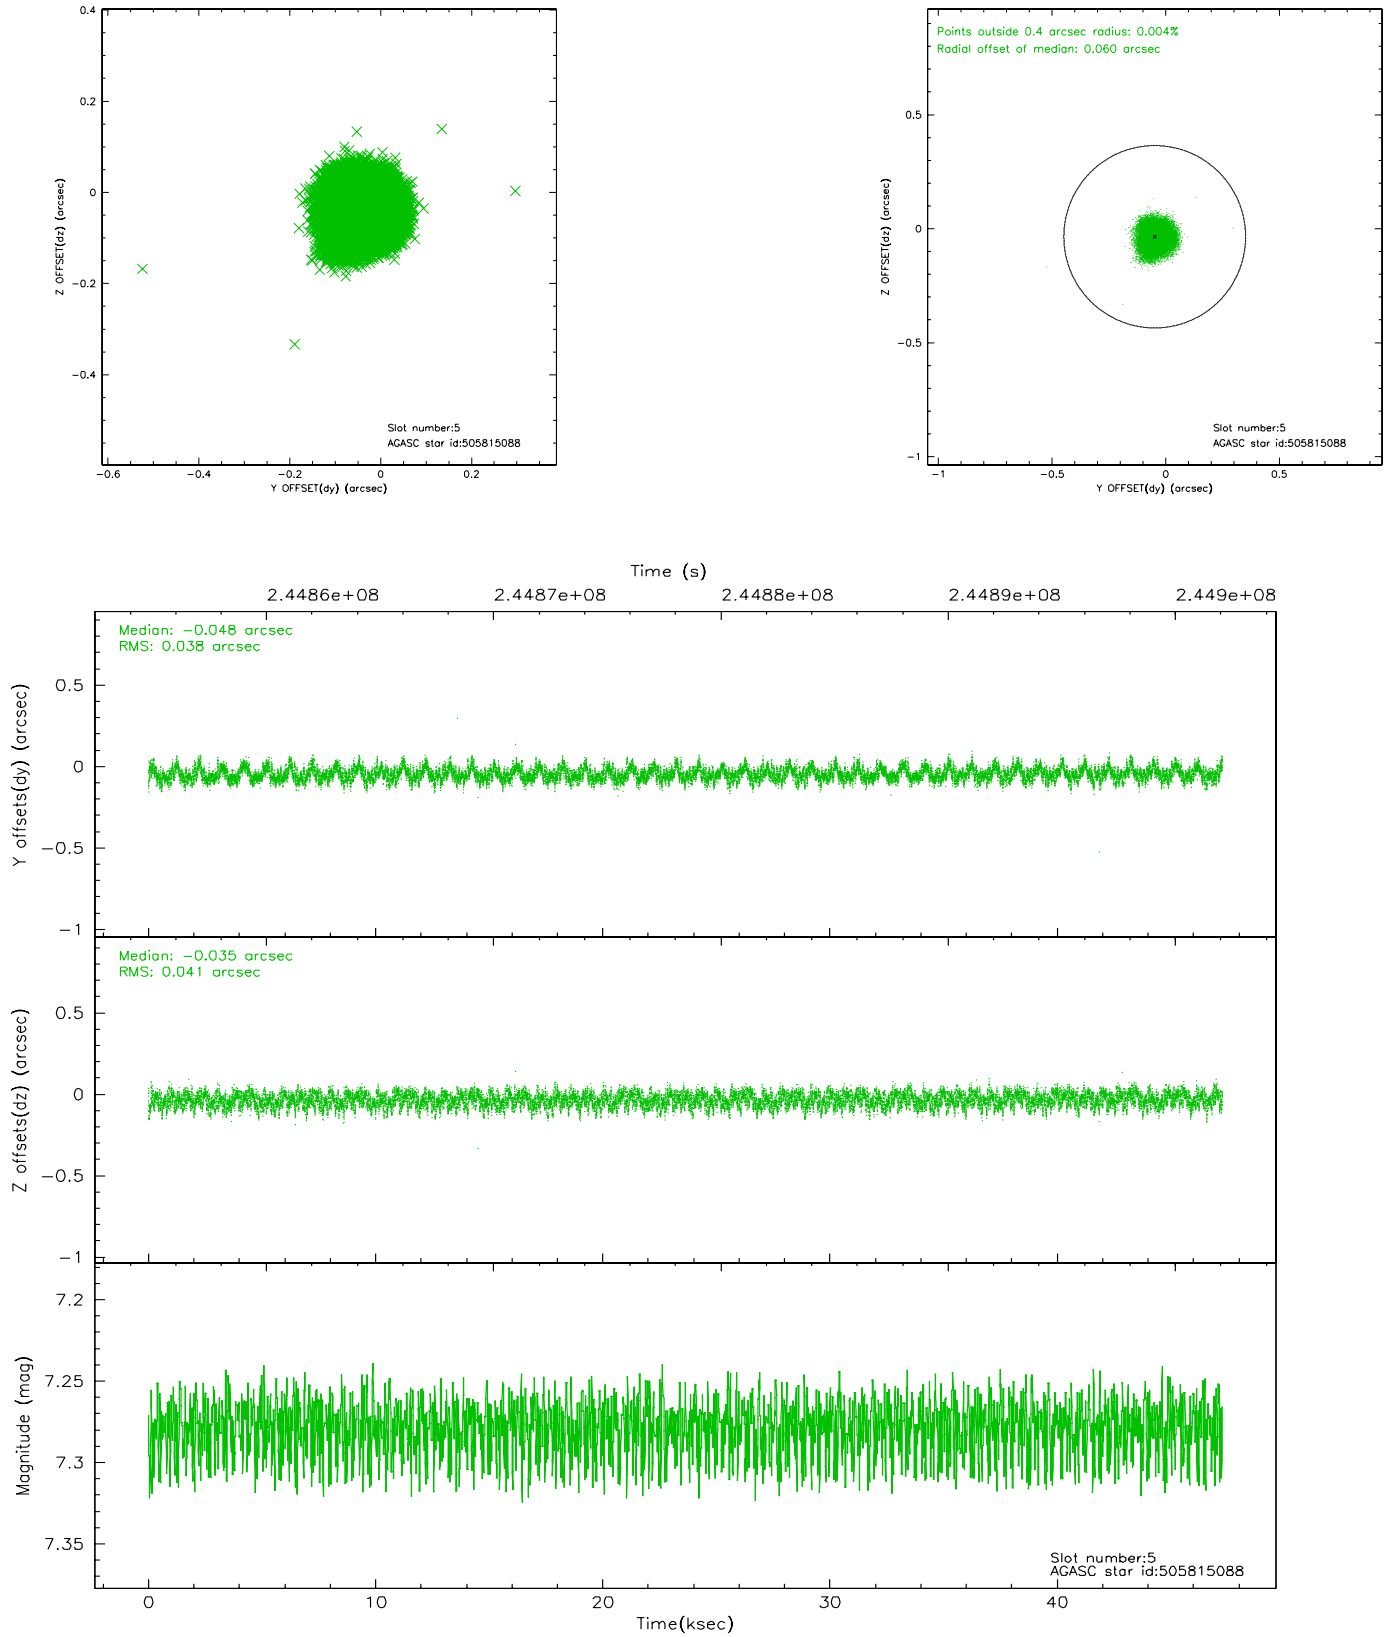 0.4
0.2
0
−0.2
−0.4
Z OFFSET(dz) (arcsec)
Slot number:5
AGASC star id:505815088
−0.6 −0.4 −0.2 0 0.2
Y OFFSET(dy) (arcsec)
Points outside 0.4 arcsec radius: 0.004%
Radial offset of median: 0.060 arcsec
0.5
0
−0.5
−1
Z OFFSET(dz) (arcsec)
Slot number:5
AGASC star id:505815088
−1 −0.5 0 0.5
Y OFFSET(dy) (arcsec)
Time (s)
2.4486e+08 2.4487e+08 2.4488e+08 2.4489e+08 2.449e+08
Median: −0.048 arcsec
RMS: 0.038 arcsec
0.5
0
−0.5
−1
Y offsets(dy) (arcsec)
Median: −0.035 arcsec
RMS: 0.041 arcsec
0.5
0
−0.5
−1
Z offsets(dz) (arcsec)
7.2
7.25
7.3
7.35
Magnitude (mag)
Slot number:5
AGASC star id:505815088
0 10 20 30 40
Time(ksec)